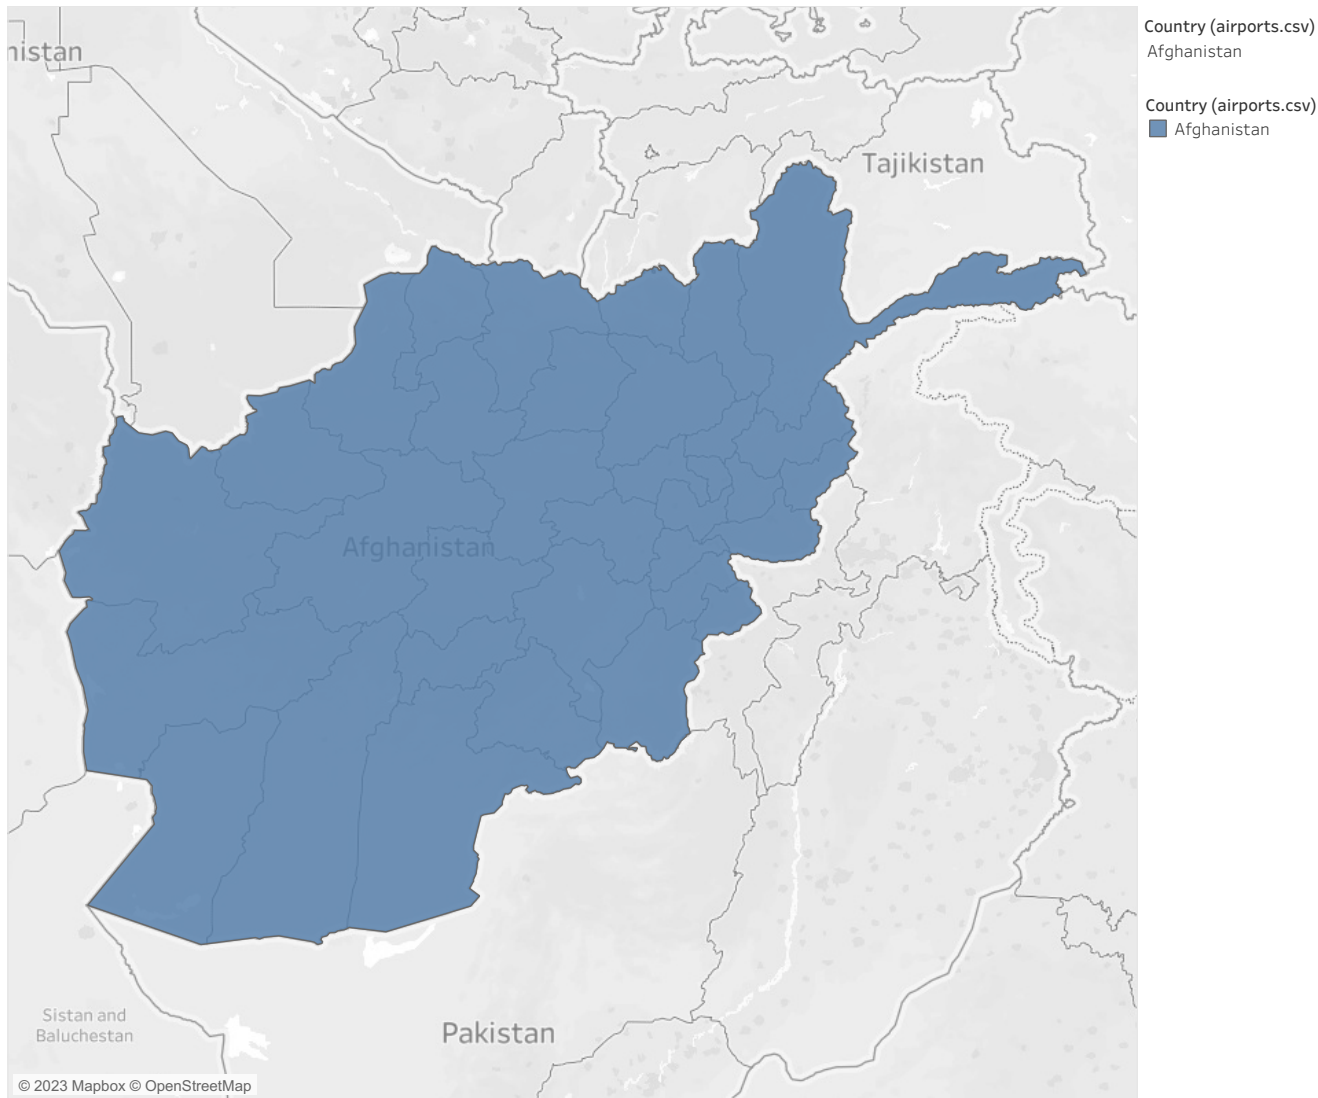 nistan
Country (airports.csv)
Afghanistan
Country (airports.csv)
Afghanistan
Tajikistan
Afghanistan
Sistan and
Baluchestan
Pakistan
© 2023 Mapbox © OpenStreetMap